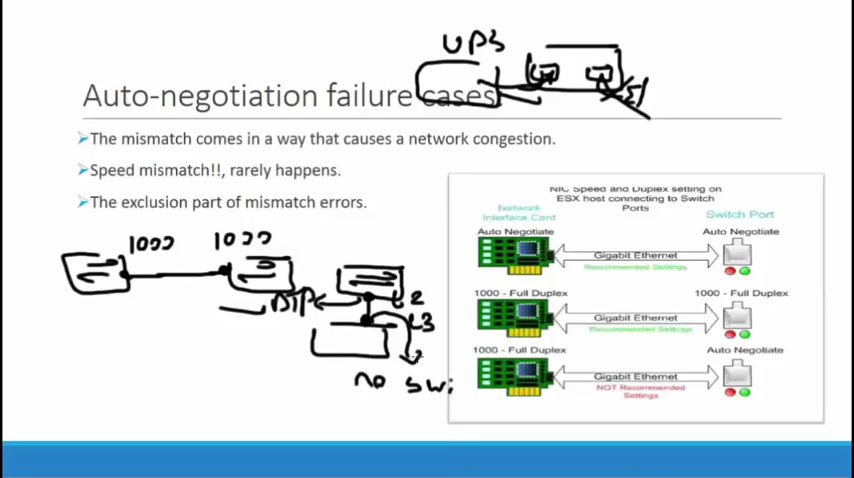 UPS
Auto-negotiation failure cases
The mismatch comes in a way that causes a network congestion.
Speed mismatch!!, rarely happens.
The exclusion part of mismatch errors.
1000 1000
L2
L3
no swi
NIC Speed and Duplex setting on
ESX host connecting to Switch
Ports
Network
Interface Card
Switch Port
Auto Negotiate Auto Negotiate
Gigabit Ethernet
Recommended Settings
1000 - Full Duplex 1000 - Full Duplex
Gigabit Ethernet
Recommended Settings
1000 - Full Duplex Auto Negotiate
Gigabit Ethernet
NOT Recommended
Settings